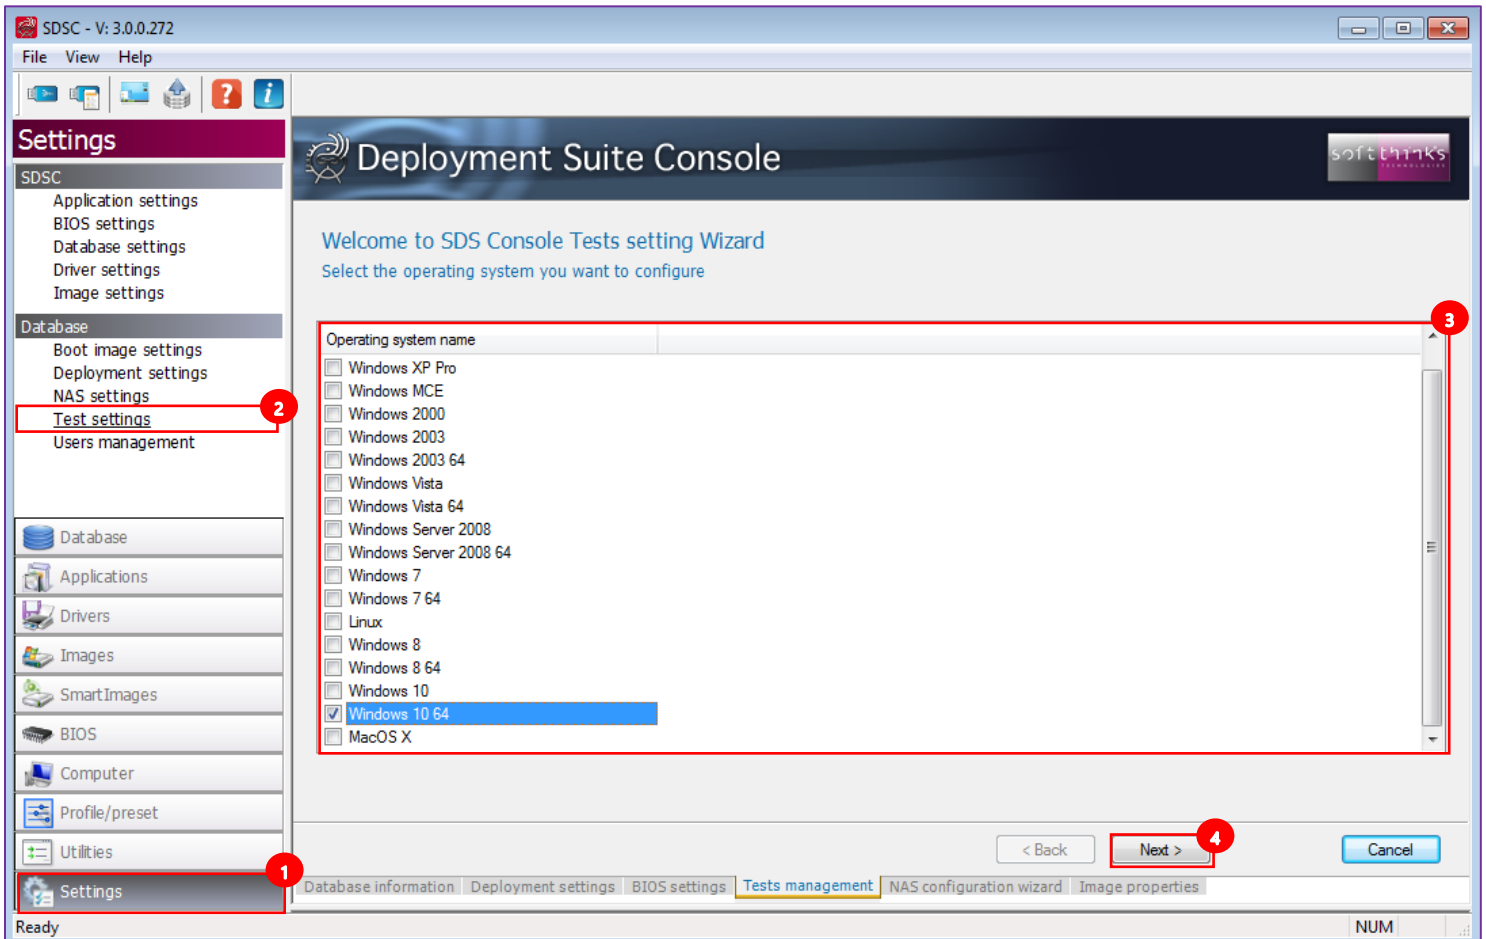 SDSC - V: 3.0.0.272
File View Help
Settings
SDSC
Application settings
BIOS settings
Database settings
Driver settings
Image settings
Database
Boot image settings
Deployment settings
NAS settings
Test settings
2
Users management
Database
Applications
Drivers
Images
SmartImages
BIOS
Computer
Profile/preset
Utilities
1
Settings
Deployment Suite Console
softthinks
TECHNOLOGIES
Welcome to SDS Console Tests setting Wizard
Select the operating system you want to configure
3
Operating system name
Windows XP Pro
Windows MCE
Windows 2000
Windows 2003
Windows 2003 64
Windows Vista
Windows Vista 64
Windows Server 2008
Windows Server 2008 64
Windows 7
Windows 7 64
Linux
Windows 8
Windows 8 64
Windows 10
Windows 10 64
MacOS X
4
< Back Next > Cancel
Database information Deployment settings BIOS settings Tests management NAS configuration wizard Image properties
Ready NUM